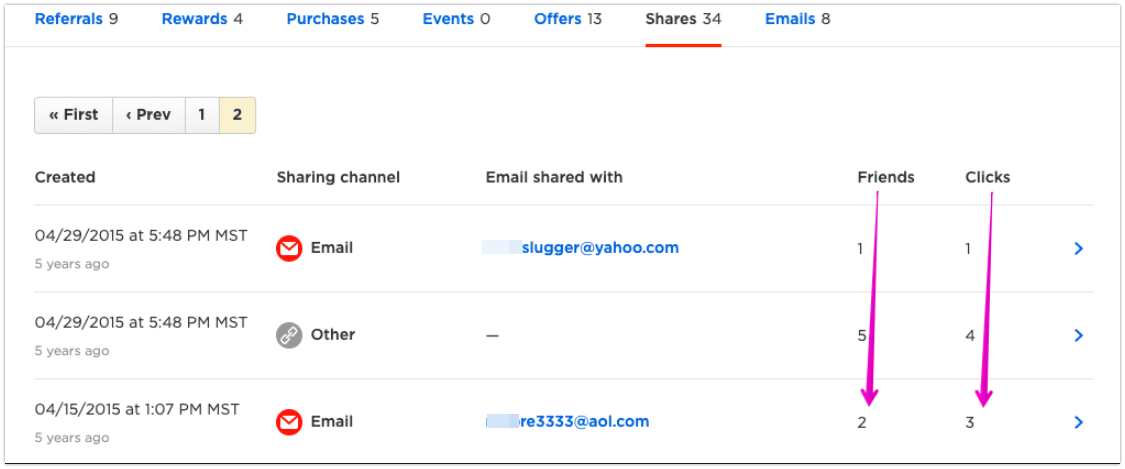 Referrals 9 Rewards 4 Purchases 5 Events 0 Offers 13 Shares 34 Emails 8
« First ‹ Prev 1 2
Created Sharing channel Email shared with Friends Clicks
04/29/2015 at 5:48 PM MST
Email slugger@yahoo.com 1 1
5 years ago
04/29/2015 at 5:48 PM MST
Other — 5 4
5 years ago
04/15/2015 at 1:07 PM MST
Email re3333@aol.com 2 3
5 years ago